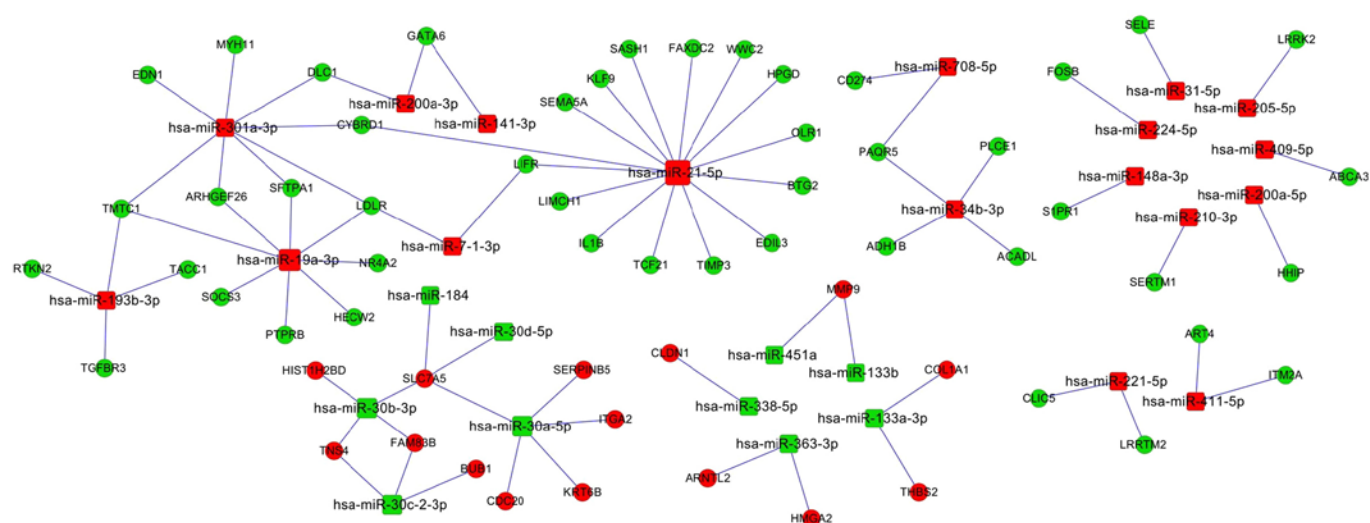 SELE
GATA6
MYH11
SASH1
FAXDC2
WWC2
LRRK2
EDN1
DLC1
KLF9
HPGD
hsa-miR-708-5p
CD274
FOSB
SEMA5A
hsa-miR-31-5p
hsa-miR-200a-3p
hsa-miR-205-5p
hsa-miR-301a-3p
CYBRD1
hsa-miR-141-3p
OLR1
hsa-miR-224-5p
PLCE1
PAQR5
hsa-miR-409-5p
LIFR
hsa-miR-21-5p
ABCA3
hsa-miR-148a-3p
BTG2
SFTPA1
ARHGEF26
hsa-miR-200a-5p
LIMCH1
TMTC1
LDLR
hsa-miR-34b-3p
S1PR1
hsa-miR-210-3p
IL1B
EDIL3
ADH1B
hsa-miR-7-1-3p
ACADL
hsa-miR-19a-3p
NR4A2
TCF21
TIMP3
RTKN2
TACC1
HHIP
SERTM1
hsa-miR-193b-3p
SOCS3
hsa-miR-184
MMP9
HECW2
PTPRB
hsa-miR-30d-5p
ART4
CLDN1
hsa-miR-451a
TGFBR3
HIST1H2BD
SERPINB5
hsa-miR-133b
COL1A1
SLC7A5
ITM2A
hsa-miR-221-5p
CLIC5
hsa-miR-411-5p
hsa-miR-30b-3p
hsa-miR-338-5p
ITGA2
hsa-miR-133a-3p
hsa-miR-30a-5p
FAM83B
TNS4
hsa-miR-363-3p
LRRTM2
BUB1
ARNTL2
KRT6B
THBS2
CDC20
hsa-miR-30c-2-3p
HMGA2